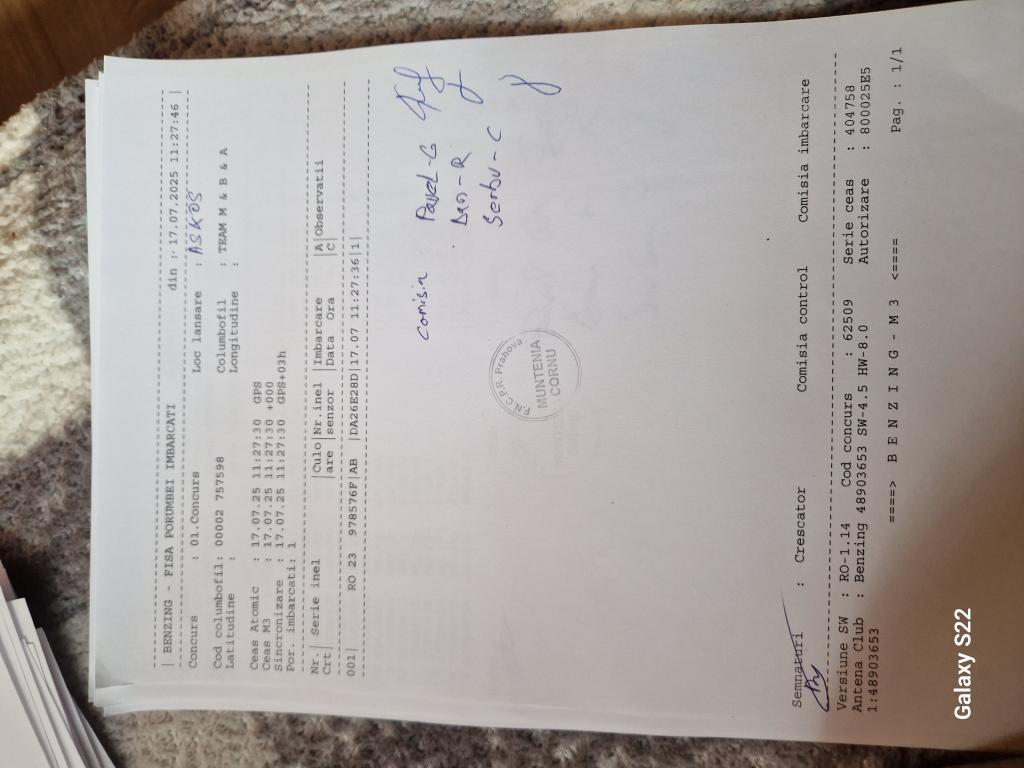 | BENZING - FISA PORUMBEI IMBARCATI din : 17.07.2025 11:27:46 |
Concurs : 01.Concurs Loc lansare : ASKOS
Cod columbofil: 00002 757598 Columbofil : TEAM M & B & A
Latitudine : Longitudine :
Ceas Atomic : 17.07.25 11:27:30 GPS
Ceas M3 : 17.07.25 11:27:30 +000
Sincronizare : 17.07.25 11:27:30 GPS+03h
Por. imbarcati: 1
Nr.| Serie inel |Culo|Nr.inel |Imbarcare |A|Observatii
Crt| |are |senzor |Data Ora |C|
001| RO 23 978576F|AB |DA26E28D|17.07 11:27:36|1|
Comisia : Pavel-G
Dan-R
Serbu-C
F.N.C.P.R. Prahova
MUNTENIA
CORNU
Semnaturi : Crescator Comisia control Comisia imbarcare
Versiune SW : RO-1.14 Cod concurs : 62509 Serie ceas : 404758
Antena Club : Benzing 48903653 SW-4.5 HW-8.0 Autorizare : 800025E5
1:48903653
====> B E N Z I N G - M 3 <==== Pag. : 1/1
Galaxy S22